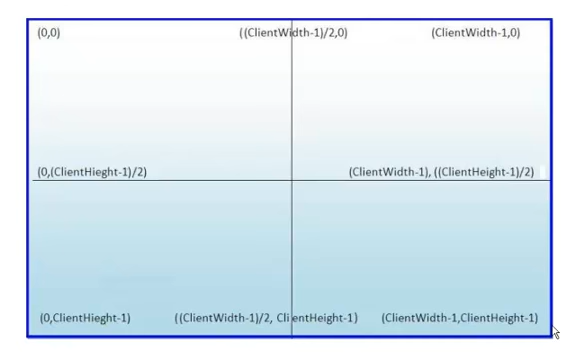 (0,0) ((ClientWidth-1)/2,0) (ClientWidth-1,0)
(0,(ClientHieght-1)/2) (ClientWidth-1), ((ClientHeight-1)/2)
(0,ClientHieght-1) ((ClientWidth-1)/2, ClientHeight-1) (ClientWidth-1,ClientHeight-1)